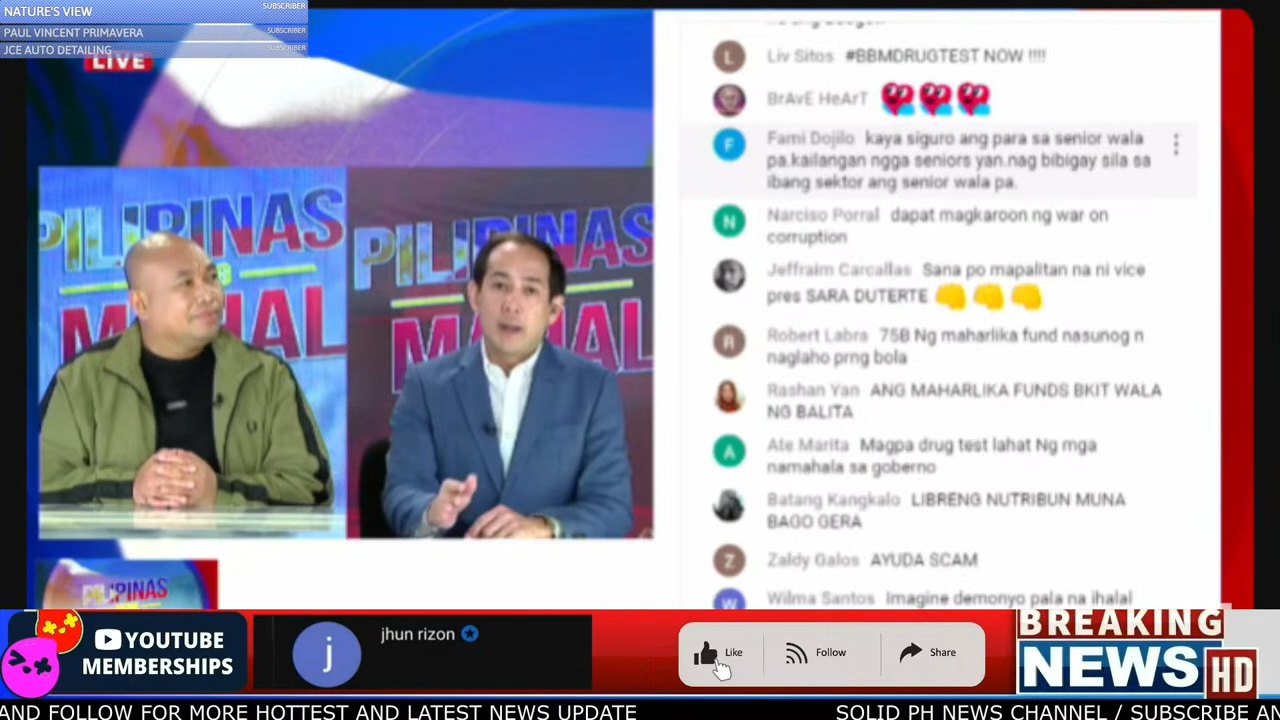 NATURE'S VIEW
SUBSCRIBER
PAUL VINCENT PRIMAVERA
SUBSCRIBER
JCE AUTO DETAILING
SUBSCRIBER
LIVE
PILIPINAS
MAHAL
PILIPINAS
MAHAL
PILIPINAS
L Liv Sitos #BBMDRUGTEST NOW !!!!
BrAvE HeArT
F Fami Dojilo kaya siguro ang para sa senior wala
pa.kailangan ngga seniors yan.nag bibigay sila sa
ibang sektor ang senior wala pa.
N Narciso Porral dapat magkaroon ng war on
corruption
Jeffraim Carcallas Sana po mapalitan na ni vice
pres SARA DUTERTE
R Robert Labra 75B Ng maharlika fund nasunog n
naglaho prng bola
Rashan Yan ANG MAHARLIKA FUNDS BKIT WALA
NG BALITA
A Ate Marita Magpa drug test lahat Ng mga
namahala sa goberno
Batang Kangkalo LIBRENG NUTRIBUN MUNA
BAGO GERA
Z Zaldy Galos AYUDA SCAM
W Wilma Santos Imagine demonyo pala na ihalal
YOUTUBE
MEMBERSHIPS
j jhun rizon
Like
Follow
Share
BREAKING
NEWS HD
AND FOLLOW FOR MORE HOTTEST AND LATEST NEWS UPDATE
SOLID PH NEWS CHANNEL / SUBSCRIBE AN